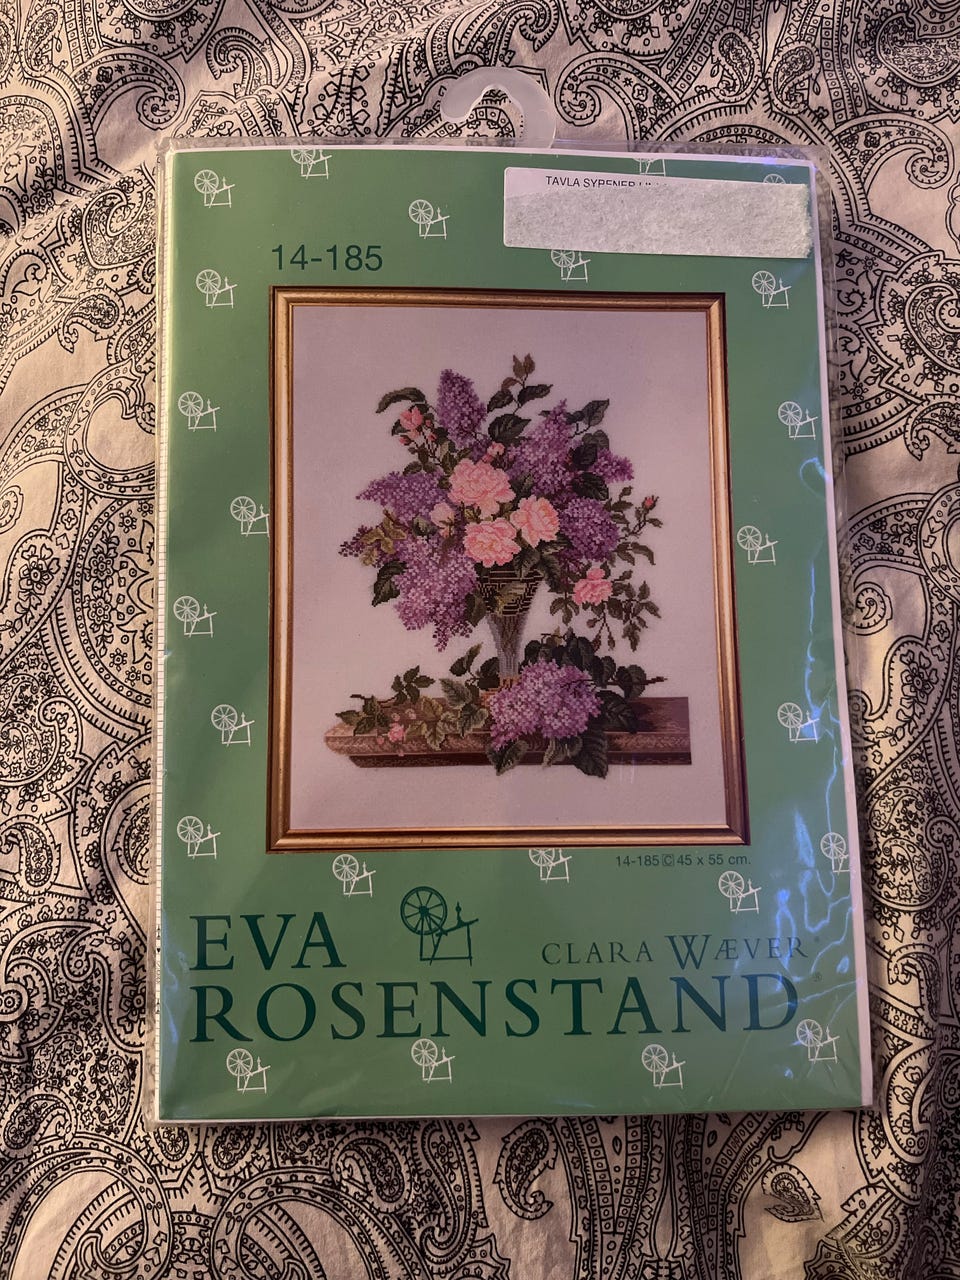 TAVLA SYRENER
14-185
14-185 © 45 x 55 cm.
EVA
CLARA WÆVER®
ROSENSTAND®